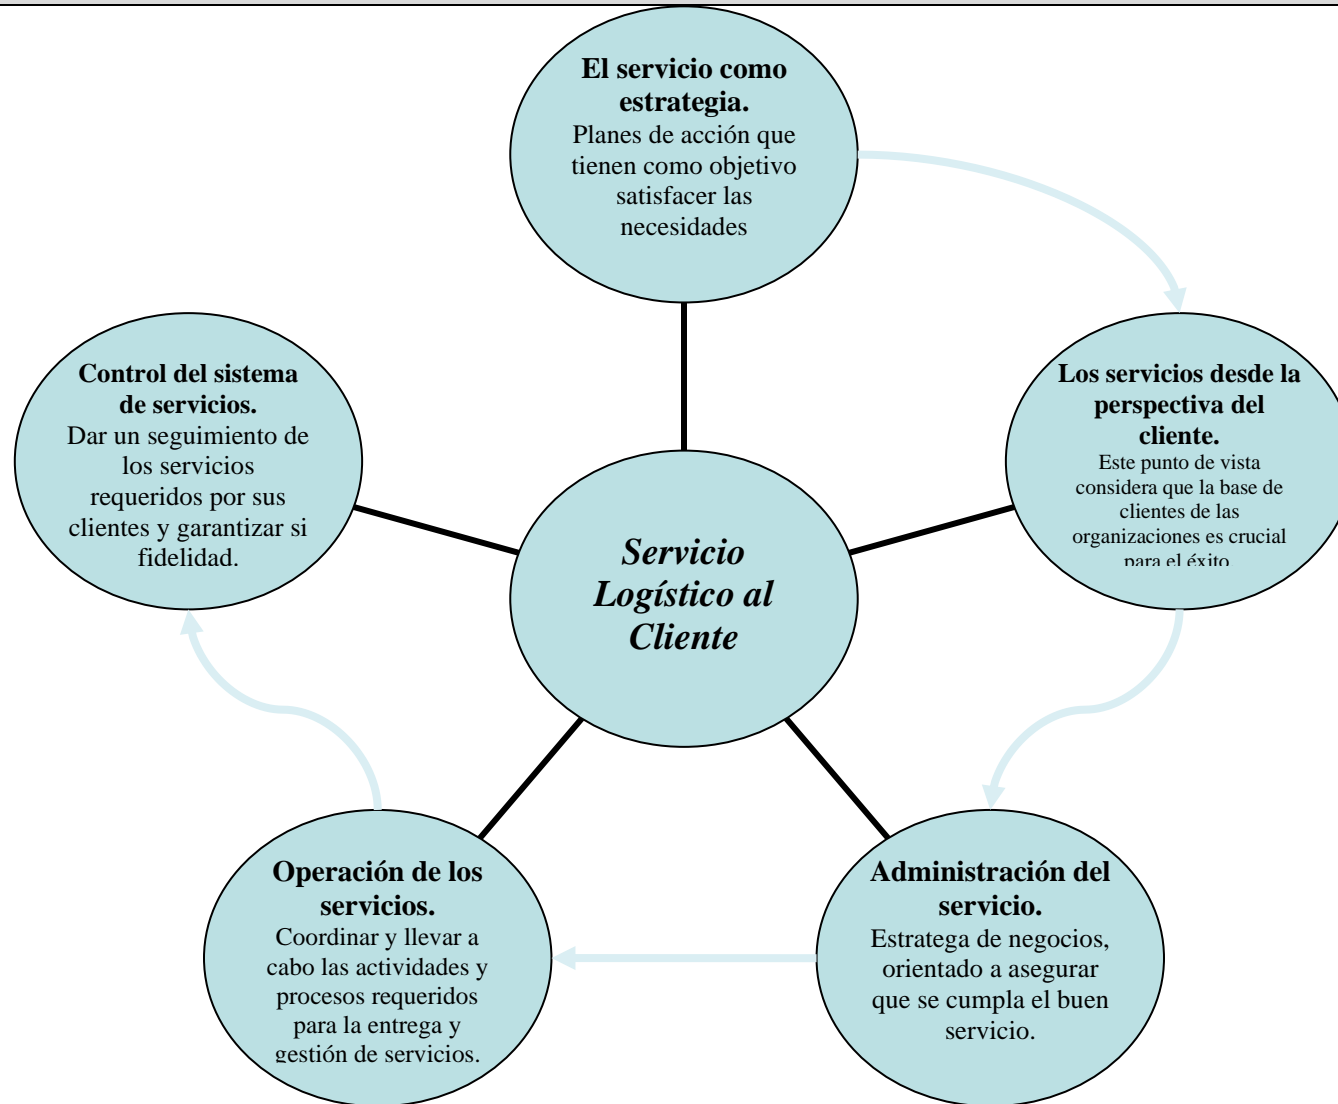 El servicio como
estrategia.
Planes de acción que
tienen como objetivo
satisfacer las
necesidades
Los servicios desde la
perspectiva del
cliente.
Este punto de vista
considera que la base de
clientes de las
organizaciones es crucial
para el éxito
Administración del
servicio.
Estratega de negocios,
orientado a asegurar
que se cumpla el buen
servicio.
Operación de los
servicios.
Coordinar y llevar a
cabo las actividades y
procesos requeridos
para la entrega y
gestión de servicios.
Control del sistema
de servicios.
Dar un seguimiento de
los servicios
requeridos por sus
clientes y garantizar si
fidelidad.
Servicio
Logístico al
Cliente